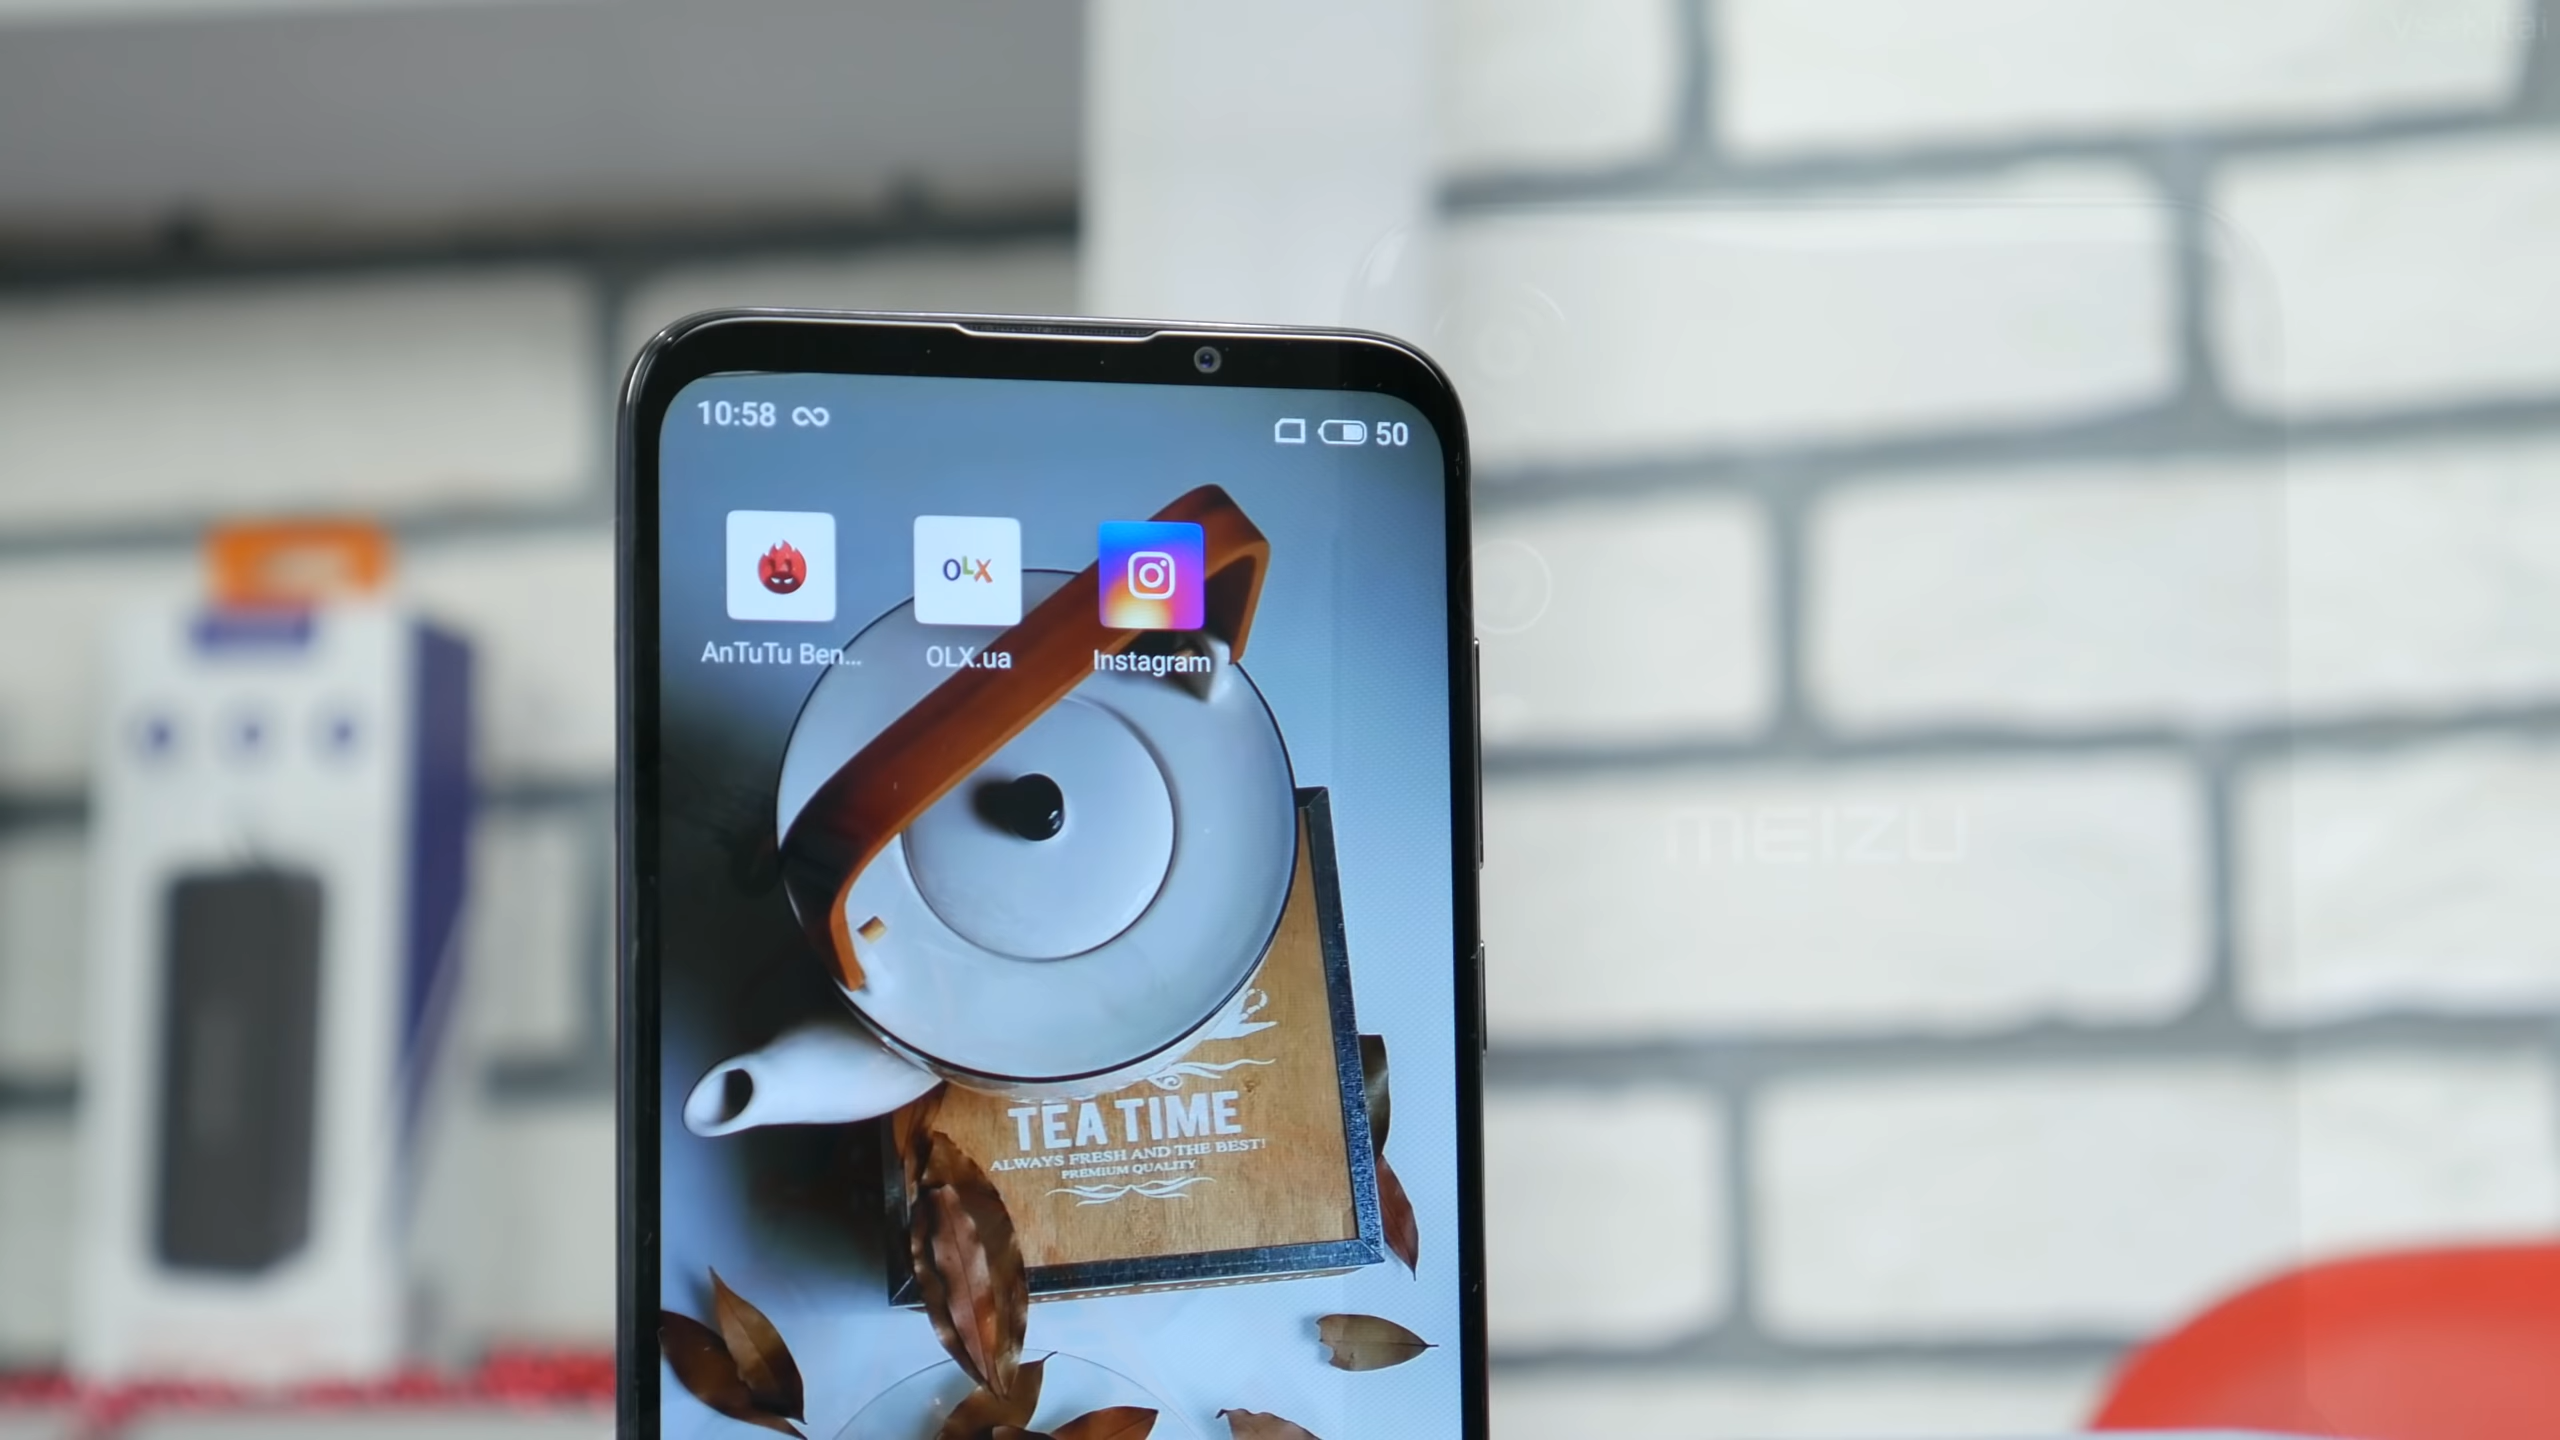 10:58
50
AnTuTu Ben...
OLX
OLX.ua
Instagram
MEIZU
TEA TIME
ALWAYS FRESH AND THE BEST!
PREMIUM QUALITY